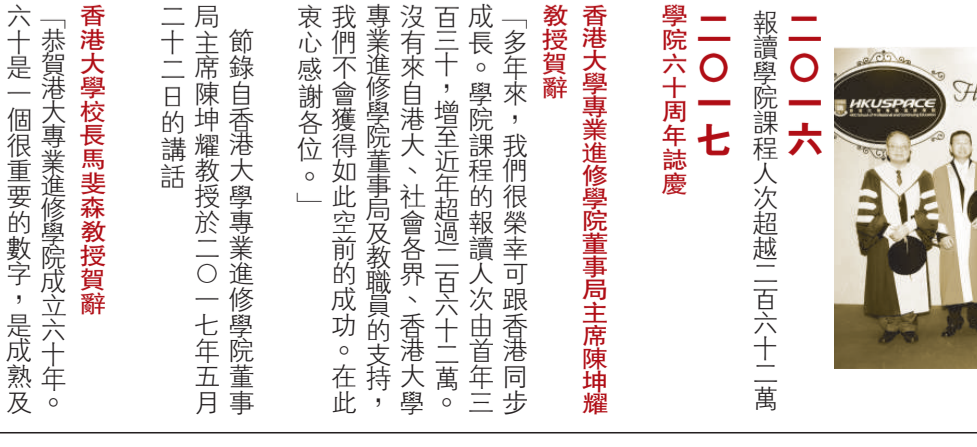 HKUSPACE
二〇一六
報讀學院課程人次超越二百六十二萬
二〇一七
學院六十周年誌慶
香港大學專業進修學院董事局主席陳坤耀
教授賀辭
「多年來，我們很榮幸可跟香港同步
成長。學院課程的報讀人次由首年三
百三十，增至近年超過二百六十二萬。
沒有來自港大、社會各界、香港大學
專業進修學院董事局及教職員的支持，
我們不會獲得如此空前的成功。在此
衷心感謝各位。」
節錄自香港大學專業進修學院董事
局主席陳坤耀教授於二〇一七年五月
二十二日的講話
香港大學校長馬斐森教授賀辭
「恭賀港大專業進修學院成立六十年。
六十是一個很重要的數字，是成熟及